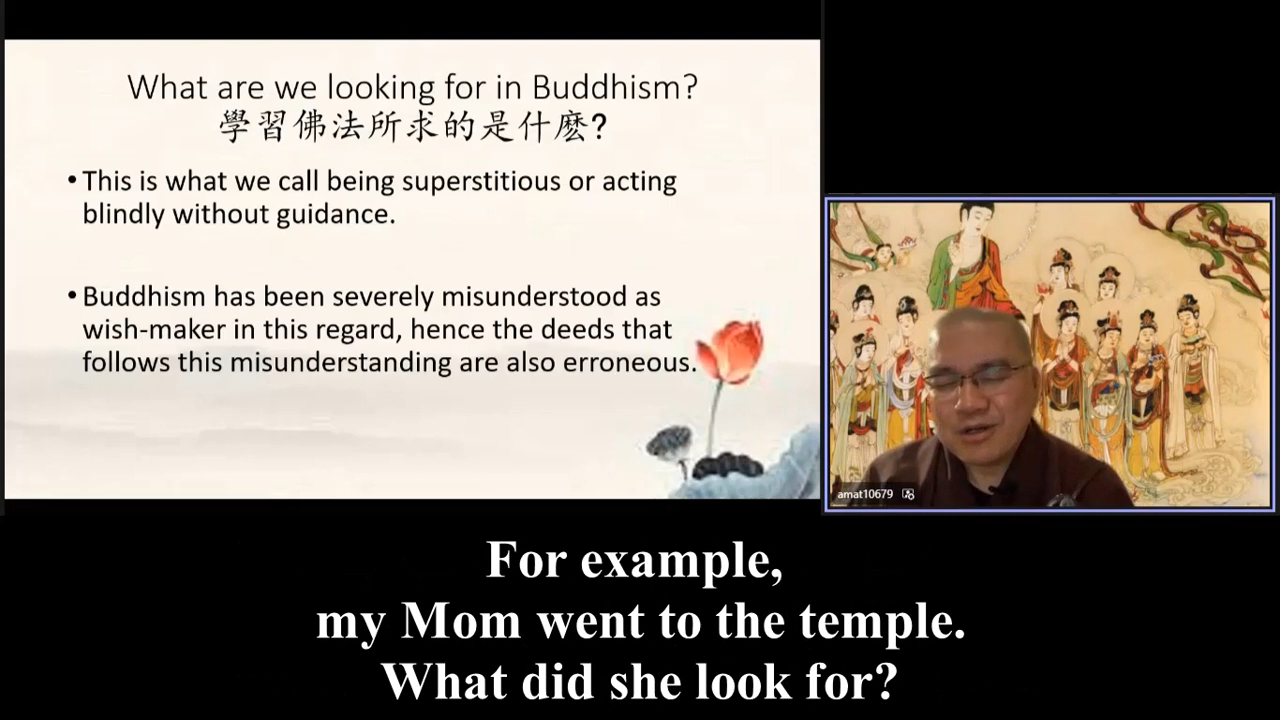 What are we looking for in Buddhism?
學習佛法所求的是什麼?
•This is what we call being superstitious or acting
blindly without guidance.
•Buddhism has been severely misunderstood as
wish-maker in this regard, hence the deeds that
follows this misunderstanding are also erroneous.
amat10679
For example,
my Mom went to the temple.
What did she look for?